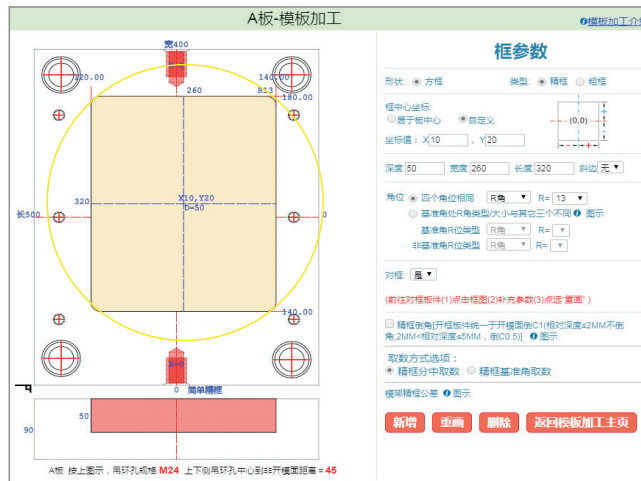 A板-模板加工
模板加工介绍
宽400
120.00
140.00
260
R13
180.00
X10,Y20
D=50
320
长500
0
140.00
X=0
0
简单精框
50
90
A板 按上图示，吊环孔规格 M24 上下侧吊环孔中心到非开模面距离 = 45
框参数
形状: 方框 类型: 精框 粗框
框中心坐标:
居于板中心 自定义
(0,0)
坐标值： X 10 ，Y 20
深度 50 宽度 260 长度 320 斜边 无
角位 四个角位相同 R角 R= 13
基准角处R角类型/大小与其它三个不同 图示
基准角R位类型 R角 R=
非基准角R位类型 R角 R=
对框: 是
(前往对框板件(1)点击框图(2)补充参数(3)点选"重画" )
精框倒角[开框板件统一于开模面倒C1(相对深度≤2MM不倒
角;2MM<相对深度≤5MM，倒C0.5)] 图示
取数方式选项：
精框分中取数 精框基准角取数
模架精框公差 图示
新增 重画 删除 返回模板加工主页